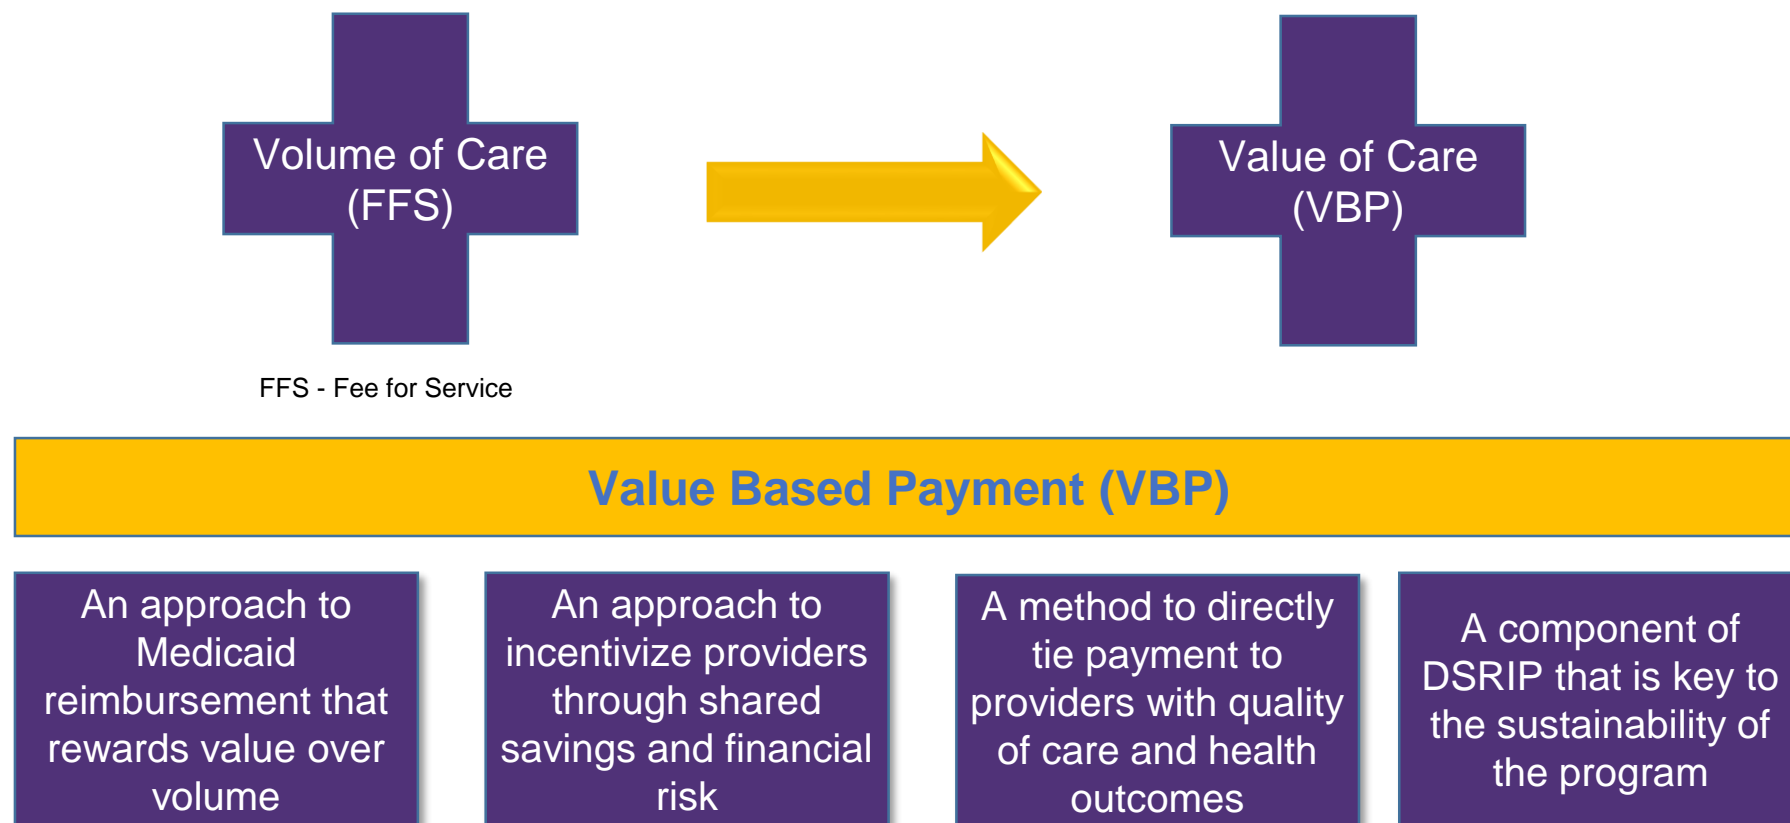 Volume of Care
(FFS)
Value of Care
(VBP)
FFS - Fee for Service
Value Based Payment (VBP)
An approach to
Medicaid
reimbursement that
rewards value over
volume
An approach to
incentivize providers
through shared
savings and financial
risk
A method to directly
tie payment to
providers with quality
of care and health
outcomes
A component of
DSRIP that is key to
the sustainability of
the program